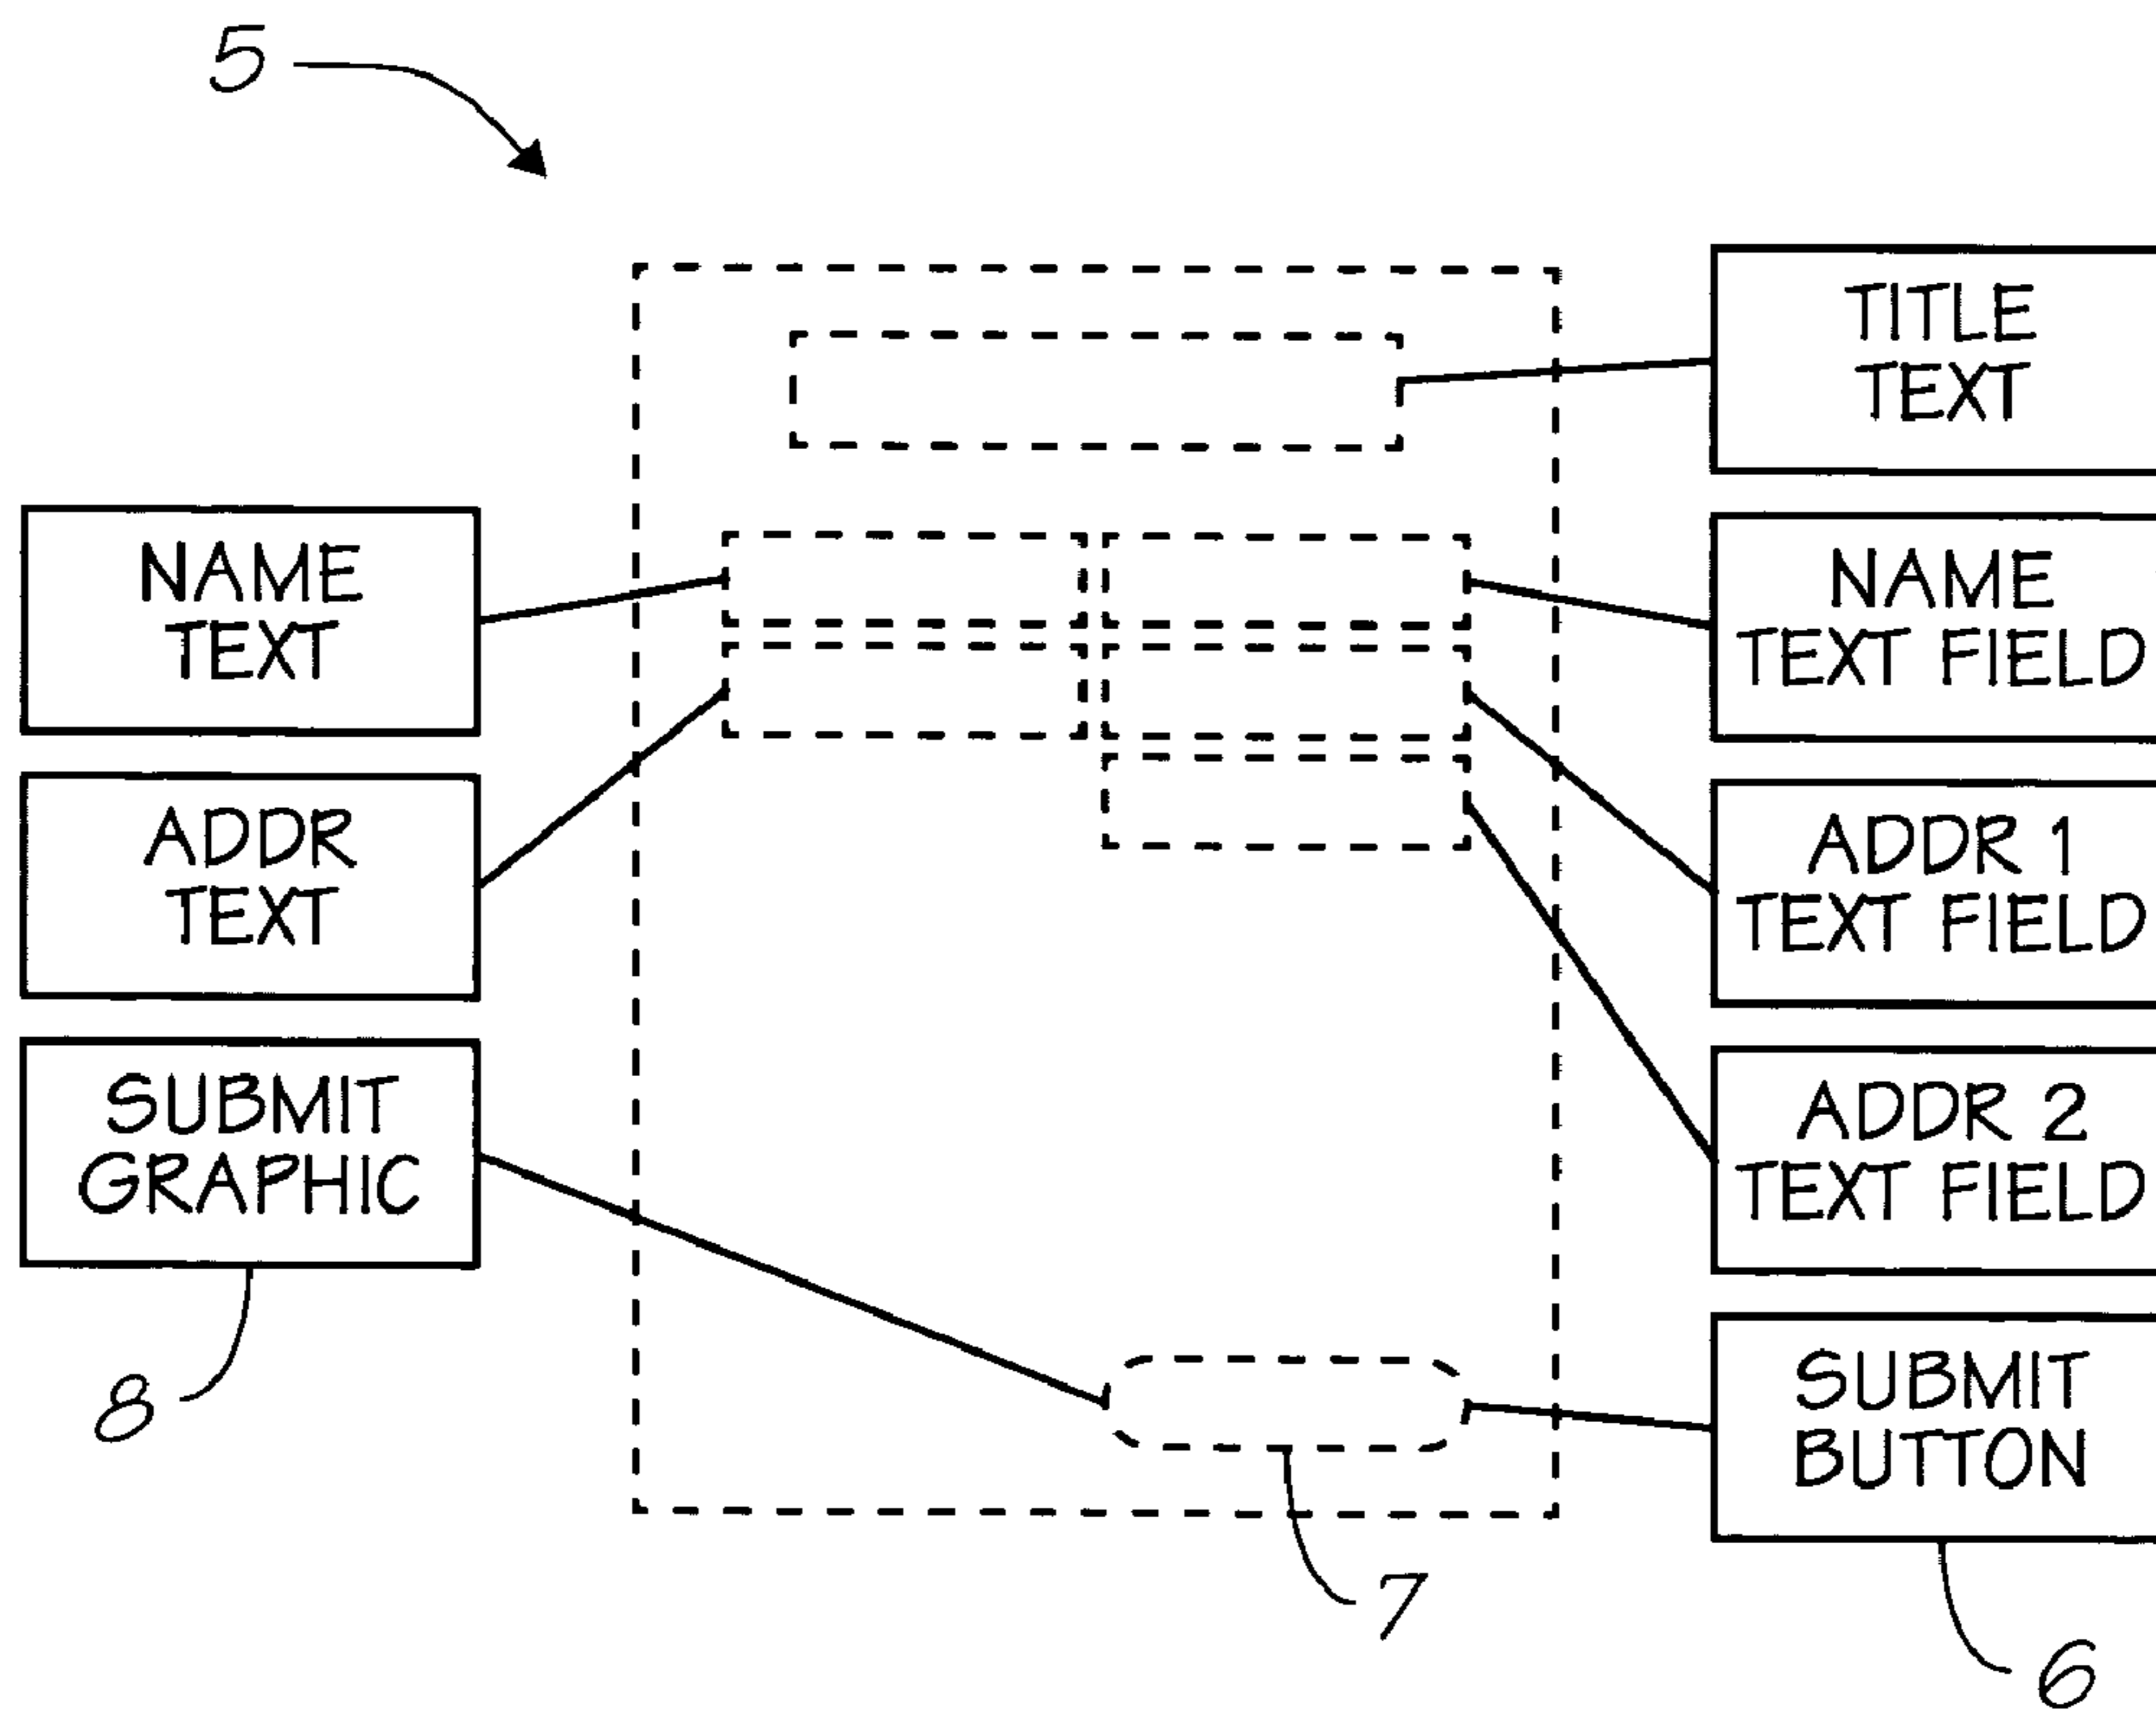 5
TITLE
TEXT
NAME
TEXT
NAME
TEXT FIELD
ADDR
TEXT
ADDR 1
TEXT FIELD
SUBMIT
GRAPHIC
ADDR 2
TEXT FIELD
SUBMIT
BUTTON
8
7
6